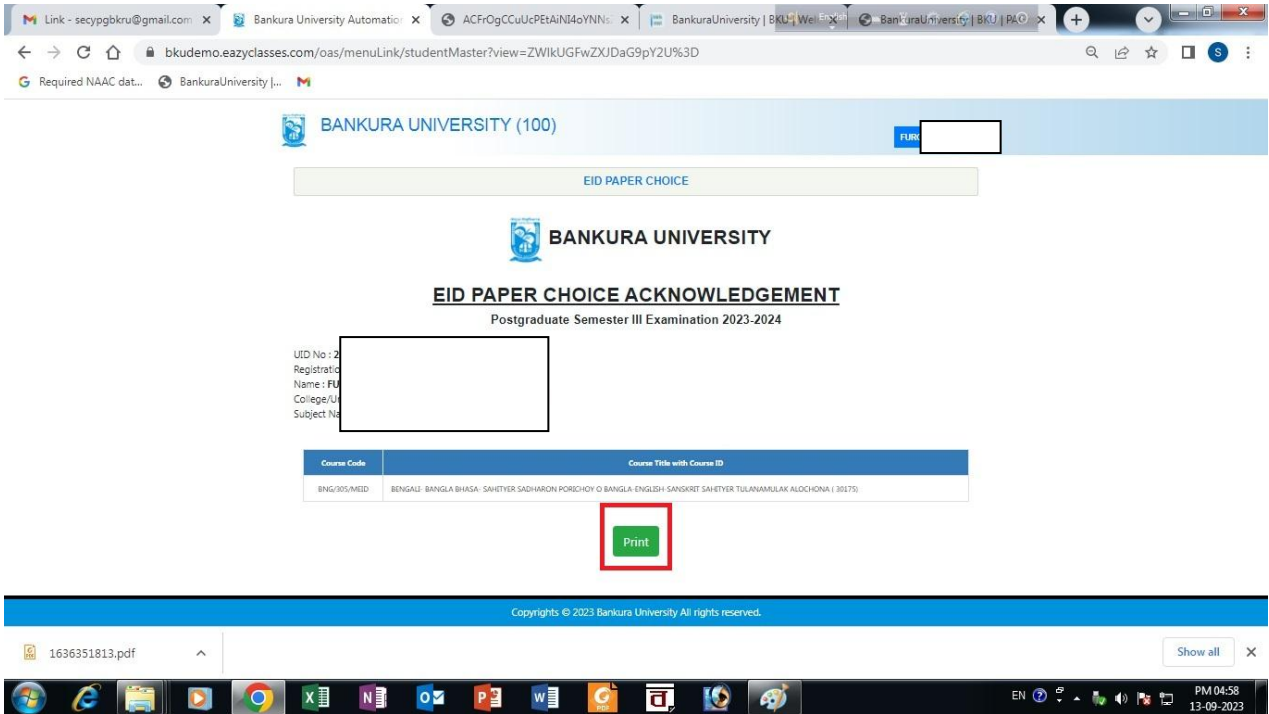 Link - secypgbkru@gmail.com
Bankura University Automatio
ACFrOgCCuUcPEtAiNI4oYNNs
BankuraUniversity | BKU | Wel
BankuraUniversity | BKU |
bkudemo.eazyclasses.com/oas/menuLink/studentMaster?view=ZWlkUGFwZXJDaG9pY2U%3D
S
Required NAAC dat...
BankuraUniversity |...
BANKURA UNIVERSITY (100)
EID PAPER CHOICE
BANKURA UNIVERSITY
EID PAPER CHOICE ACKNOWLEDGEMENT
Postgraduate Semester III Examination 2023-2024
UID No : 2
Registratio
Name : FU
College/U
Subject Na
Course Code Course Title with Course ID
BNG/305/MEID BENGALI- BANGLA BHASA- SAHITYER SADHARON PORICHOY O BANGLA-ENGLISH-SANSKRIT SAHITYER TULANAMULAK ALOCHONA ( 30175)
Print
Copyrights © 2023 Bankura University All rights reserved.
1636351813.pdf
Show all
EN
PM 04:58
13-09-2023